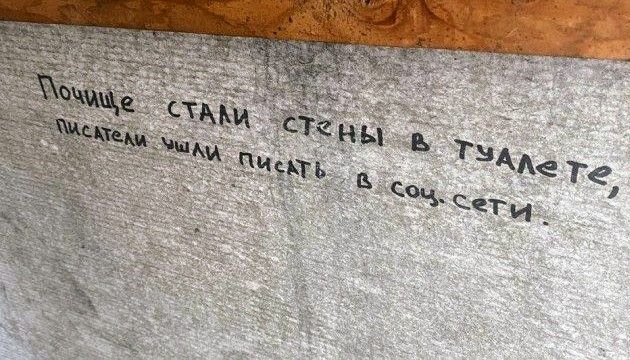 Почище стали стены в туалете,
писатели ушли писать в соц.сети.